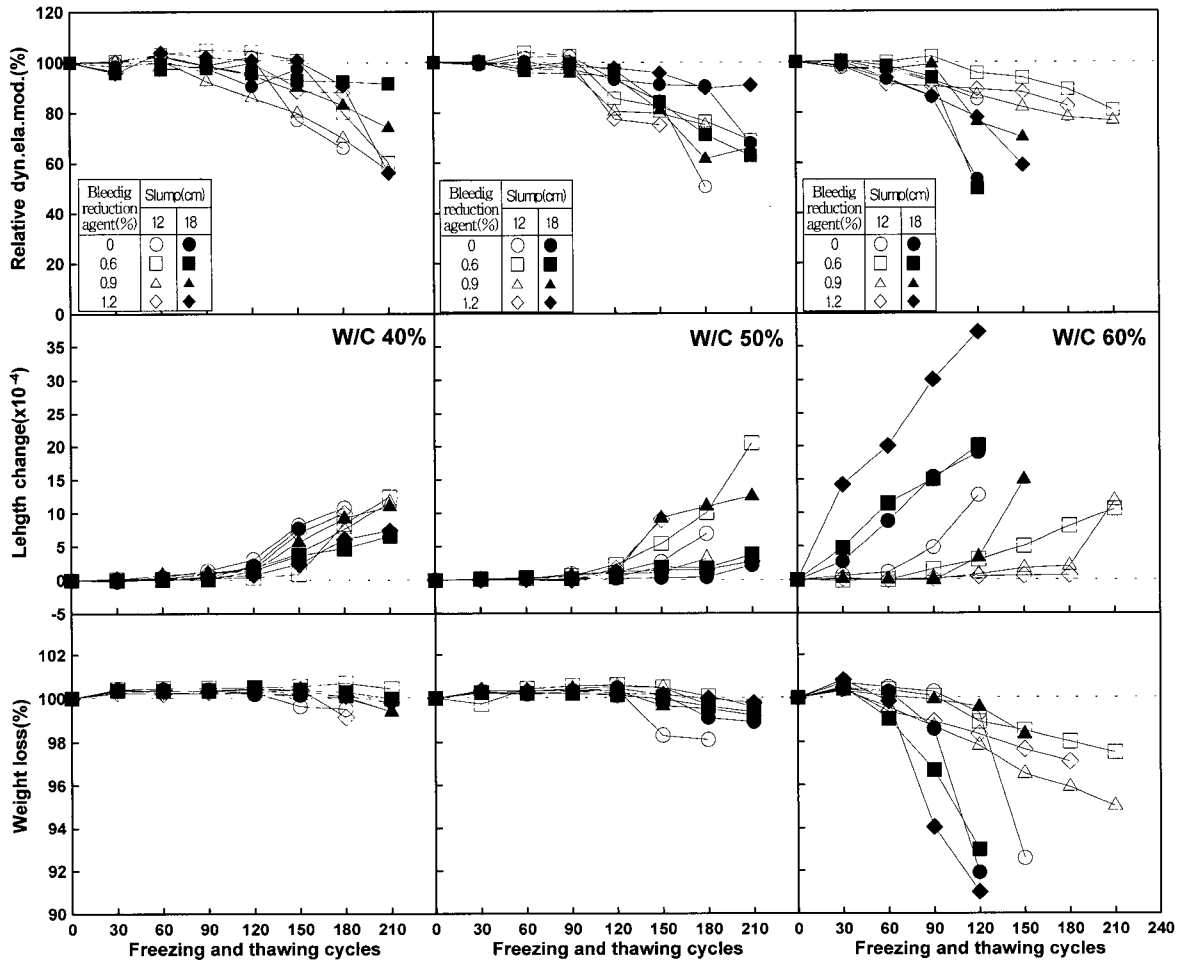 Relative dyn.ela.mod.(%)
120
100
80
60
40
20
0
Bleedig reduction agent(%)
Slump(cm)
12 18
0
0.6
0.9
1.2
Bleedig reduction agent(%)
Slump(cm)
12 18
0
0.6
0.9
1.2
Bleedig reduction agent(%)
Slump(cm)
12 18
0
0.6
0.9
1.2
Lehgth change(x10⁻⁴)
35
30
25
20
15
10
5
0
-5
W/C 40%
W/C 50%
W/C 60%
Weight loss(%)
102
100
98
96
94
92
90
0 30 60 90 120 150 180 210
0 30 60 90 120 150 180 210
0 30 60 90 120 150 180 210 240
Freezing and thawing cycles
Freezing and thawing cycles
Freezing and thawing cycles